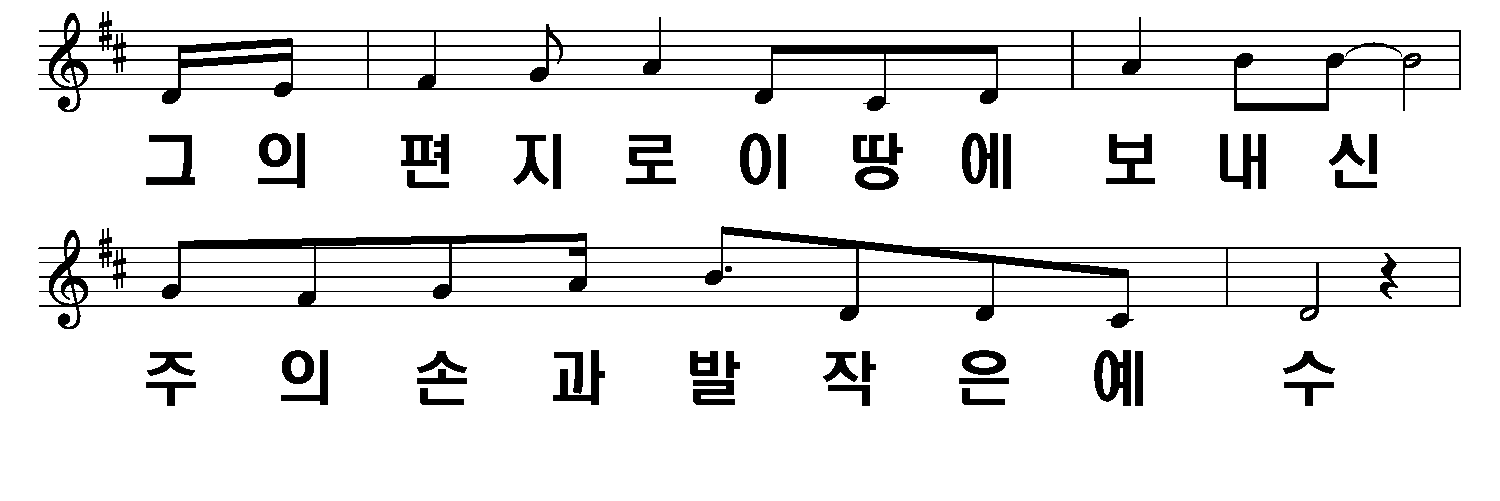 그 의 편 지 로 이 땅 에 보 내 신
주 의 손 과 발 작 은 예 수